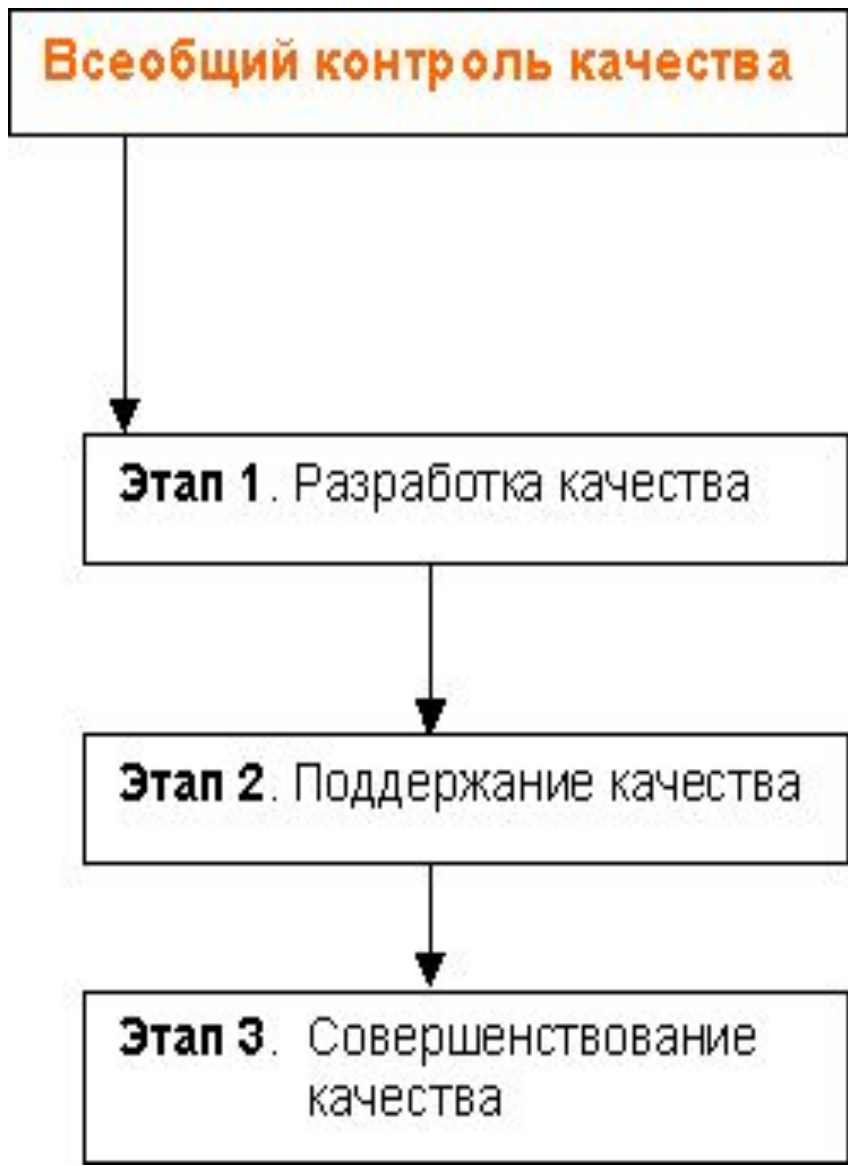 Всеобщий контроль качества
Этап 1. Разработка качества
Этап 2. Поддержание качества
Этап 3. Совершенствование
качества